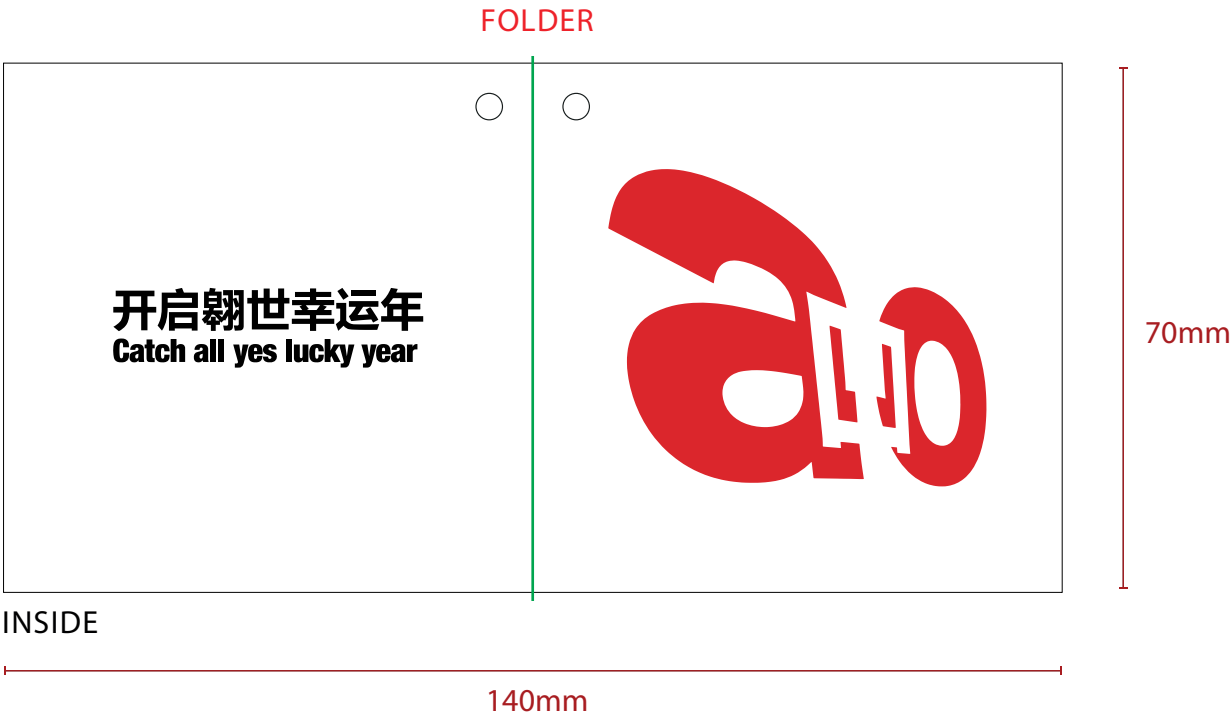 FOLDER
开启翱世幸运年
Catch all yes lucky year
70mm
INSIDE
140mm